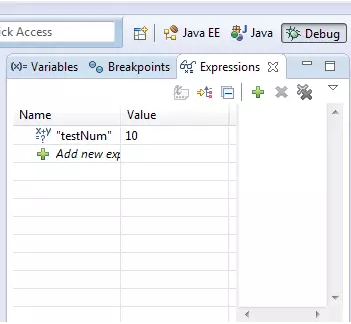 ck Access
Java EE
Java
Debug
(x)= Variables
Breakpoints
Expressions
Name
Value
"testNum"
10
Add new exp